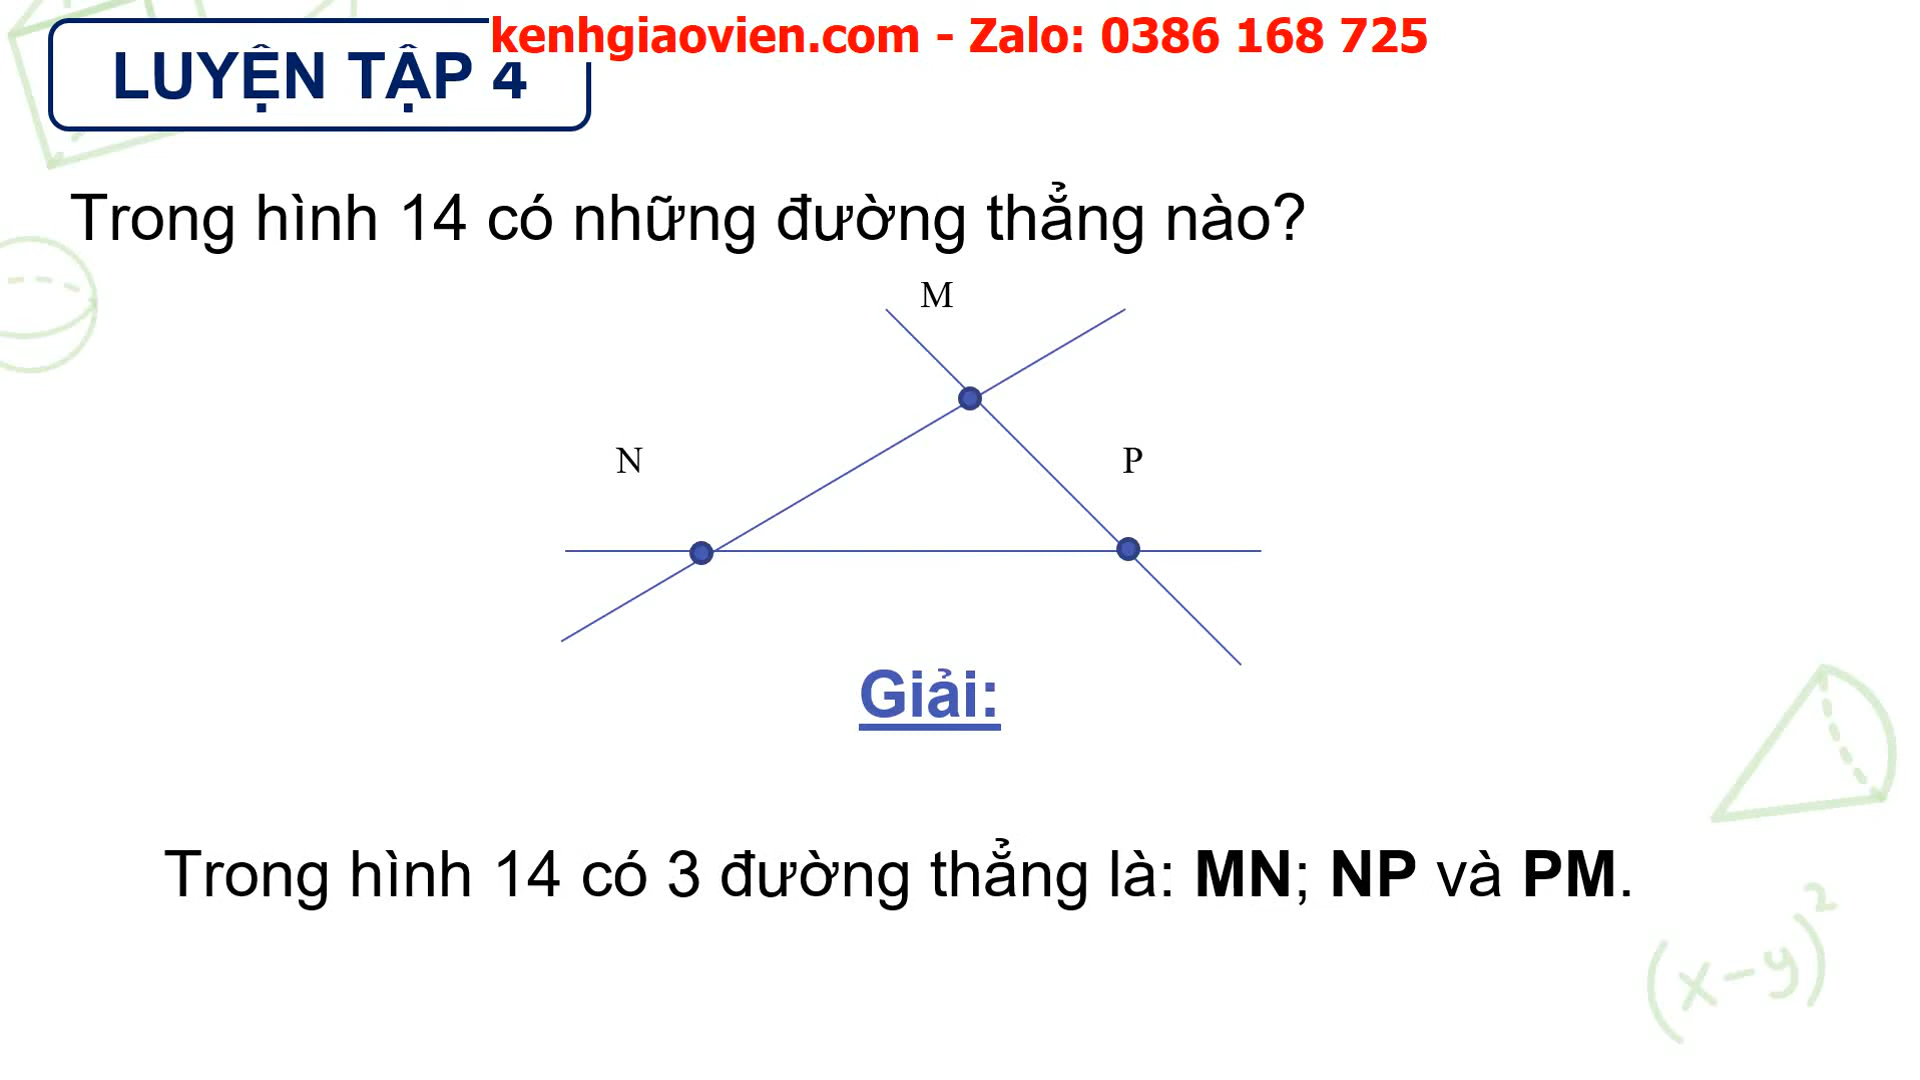 kenhgiaovien.com - Zalo: 0386 168 725
LUYỆN TẬP 4
Trong hình 14 có những đường thẳng nào?
M
N
P
Giải:
Trong hình 14 có 3 đường thẳng là: MN; NP và PM.
(x-y)²